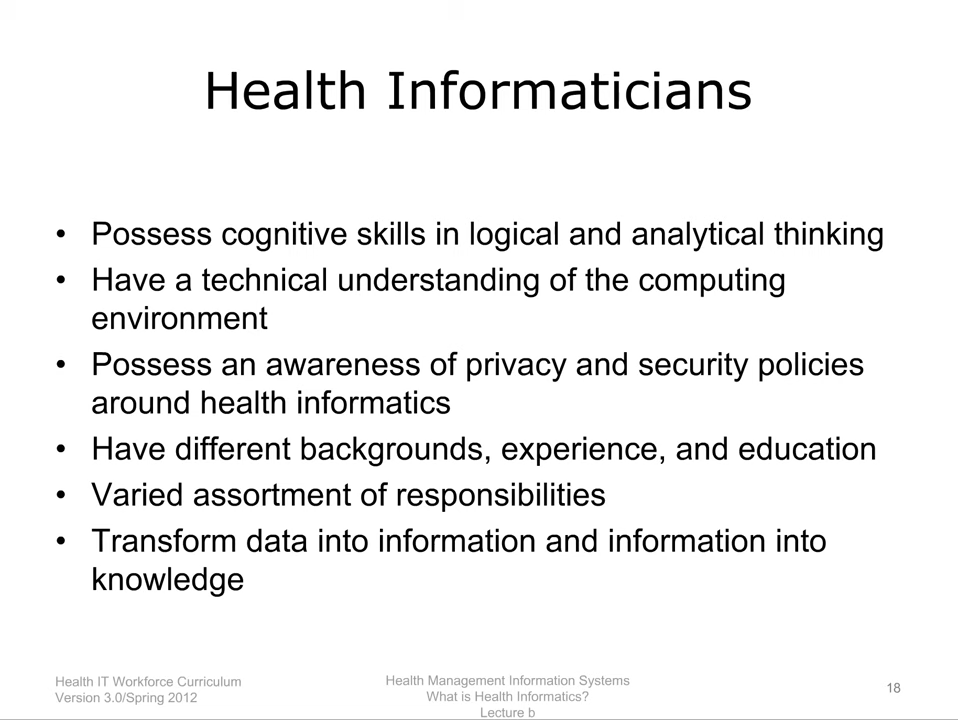 Health Informaticians
• Possess cognitive skills in logical and analytical thinking
• Have a technical understanding of the computing
environment
• Possess an awareness of privacy and security policies
around health informatics
• Have different backgrounds, experience, and education
• Varied assortment of responsibilities
• Transform data into information and information into
knowledge
Health IT Workforce Curriculum
Version 3.0/Spring 2012
Health Management Information Systems
What is Health Informatics?
Lecture b
18